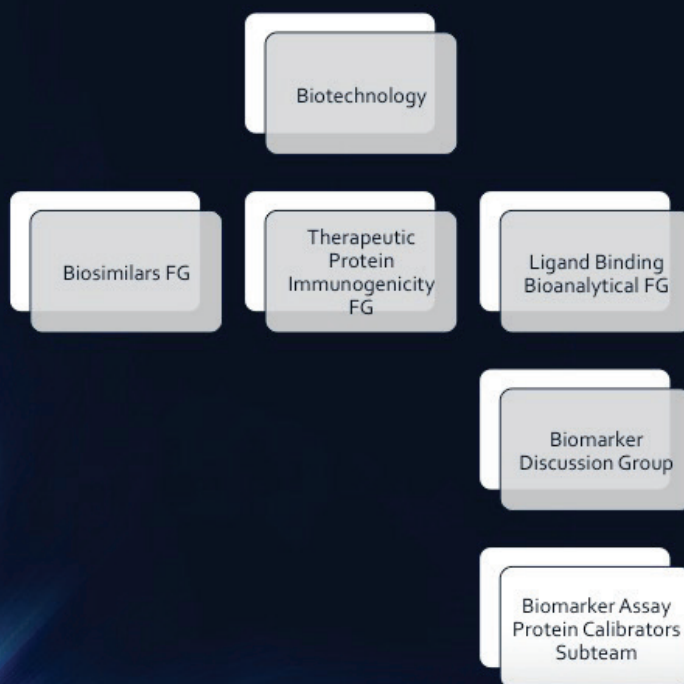 Biotechnology
Biosimilars FG
Therapeutic
Protein
Immunogenicity
FG
Ligand Binding
Bioanalytical FG
Biomarker
Discussion Group
Biomarker Assay
Protein Calibrators
Subteam